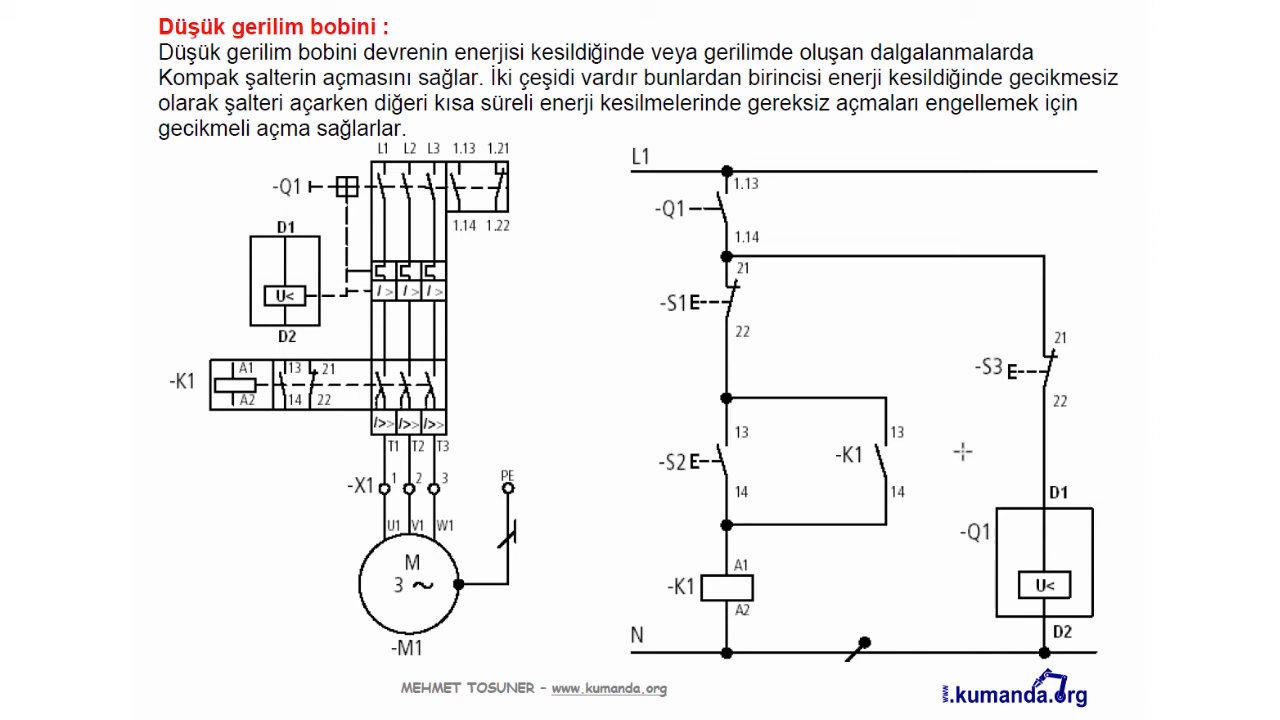 Düşük gerilim bobini :
Düşük gerilim bobini devrenin enerjisi kesildiğinde veya gerilimde oluşan dalgalanmalarda
Kompak şalterin açmasını sağlar. İki çeşidi vardır bunlardan birincisi enerji kesildiğinde gecikmesiz
olarak şalteri açarken diğeri kısa süreli enerji kesilmelerinde gereksiz açmaları engellemek için
gecikmeli açma sağlarlar.
L1 L2 L3 1.13 1.21
-Q1
1.14 1.22
D1
U<
I> I> I>
D2
-K1 A1 13 21
A2 14 22
I>> I>> I>>
T1 T2 T3
-X1 1 2 3 PE
U1 V1 W1
M
3 ~
-M1
L1
1.13
-Q1
1.14
21
-S1
22
21
-S3
22
13 13
-S2 -K1
14 14
D1
-Q1
A1
-K1 U<
A2
D2
N
MEHMET TOSUNER - www.kumanda.org
www.kumanda.org